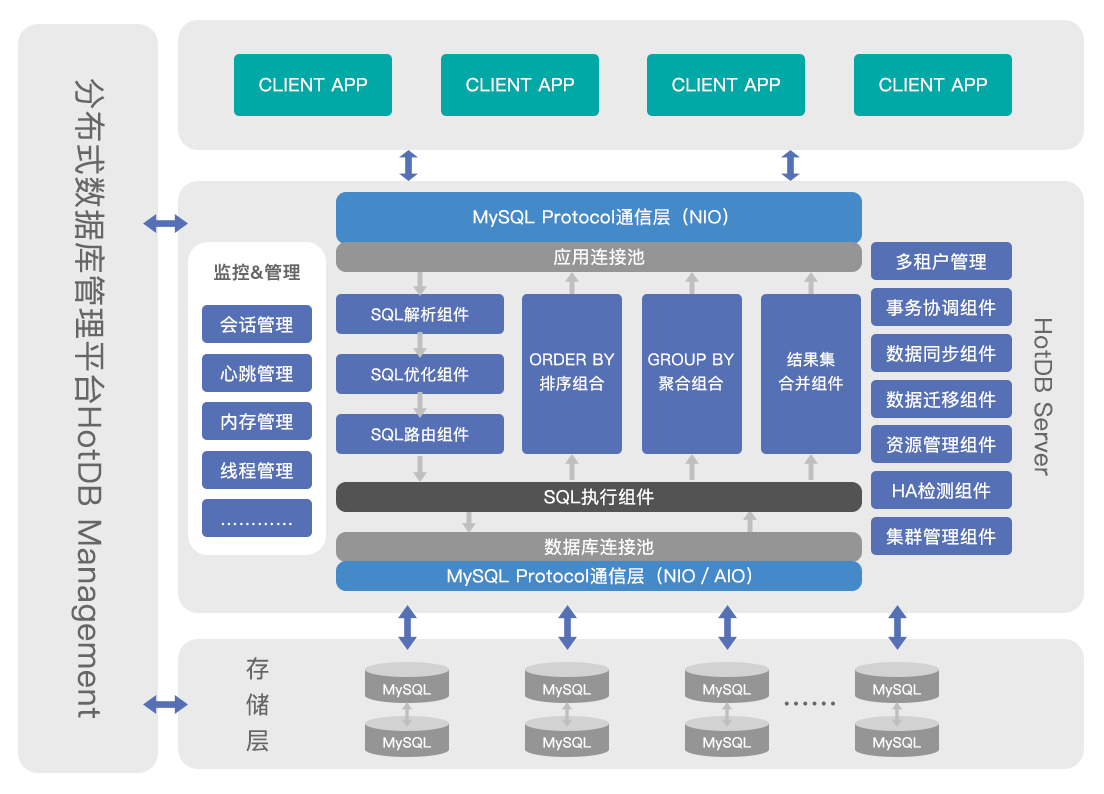 分布式数据库管理平台HotDB Management
CLIENT APP
CLIENT APP
CLIENT APP
CLIENT APP
MySQL Protocol通信层（NIO）
应用连接池
监控&管理
会话管理
心跳管理
内存管理
线程管理
…………
SQL解析组件
SQL优化组件
SQL路由组件
ORDER BY
排序组合
GROUP BY
聚合组合
结果集
合并组件
SQL执行组件
数据库连接池
MySQL Protocol通信层（NIO / AIO）
多租户管理
事务协调组件
数据同步组件
数据迁移组件
资源管理组件
HA检测组件
集群管理组件
HotDB Server
存
储
层
MySQL
MySQL
MySQL
……
MySQL
MySQL
MySQL
MySQL
MySQL